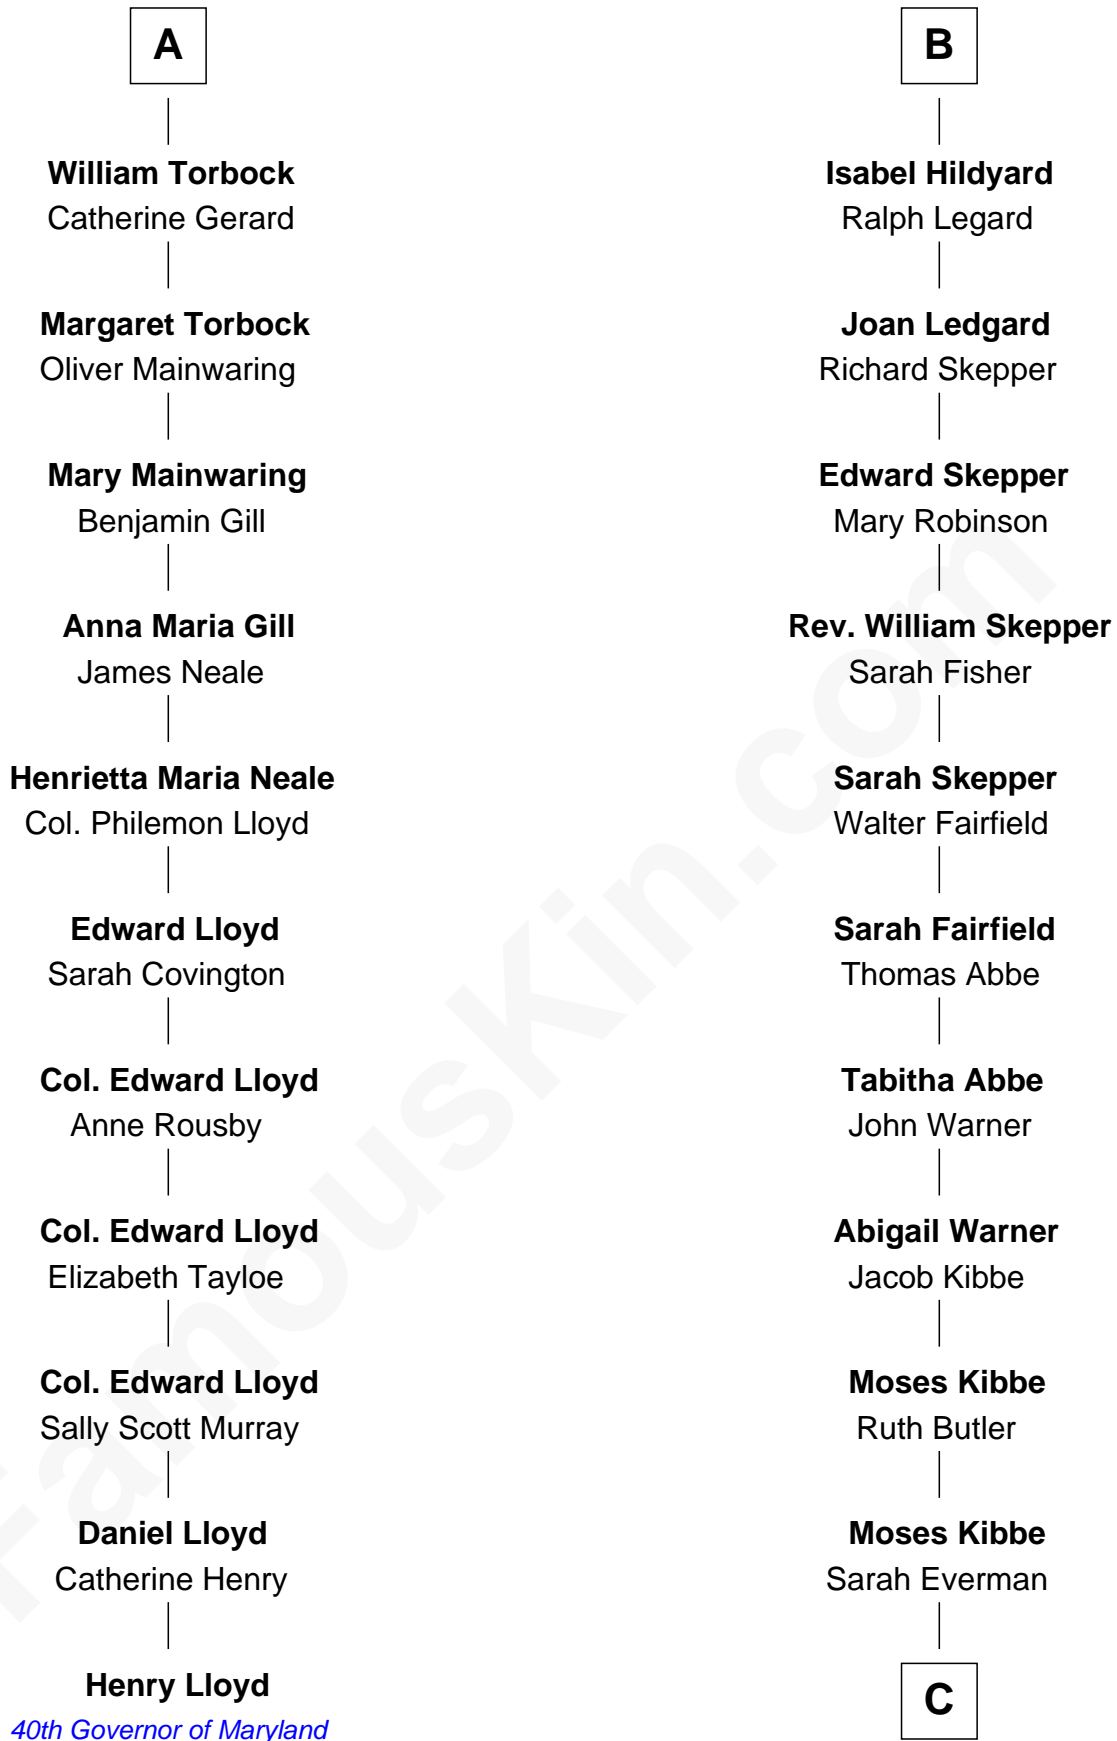 A
William Torbock
Catherine Gerard
Margaret Torbock
Oliver Mainwaring
Mary Mainwaring
Benjamin Gill
Anna Maria Gill
James Neale
Henrietta Maria Neale
Col. Philemon Lloyd
Edward Lloyd
Sarah Covington
Col. Edward Lloyd
Anne Rousby
Col. Edward Lloyd
Elizabeth Tayloe
Col. Edward Lloyd
Sally Scott Murray
Daniel Lloyd
Catherine Henry
Henry Lloyd
40th Governor of Maryland
B
Isabel Hildyard
Ralph Legard
Joan Ledgard
Richard Skepper
Edward Skepper
Mary Robinson
Rev. William Skepper
Sarah Fisher
Sarah Skepper
Walter Fairfield
Sarah Fairfield
Thomas Abbe
Tabitha Abbe
John Warner
Abigail Warner
Jacob Kibbe
Moses Kibbe
Ruth Butler
Moses Kibbe
Sarah Everman
C
FamousKin.com